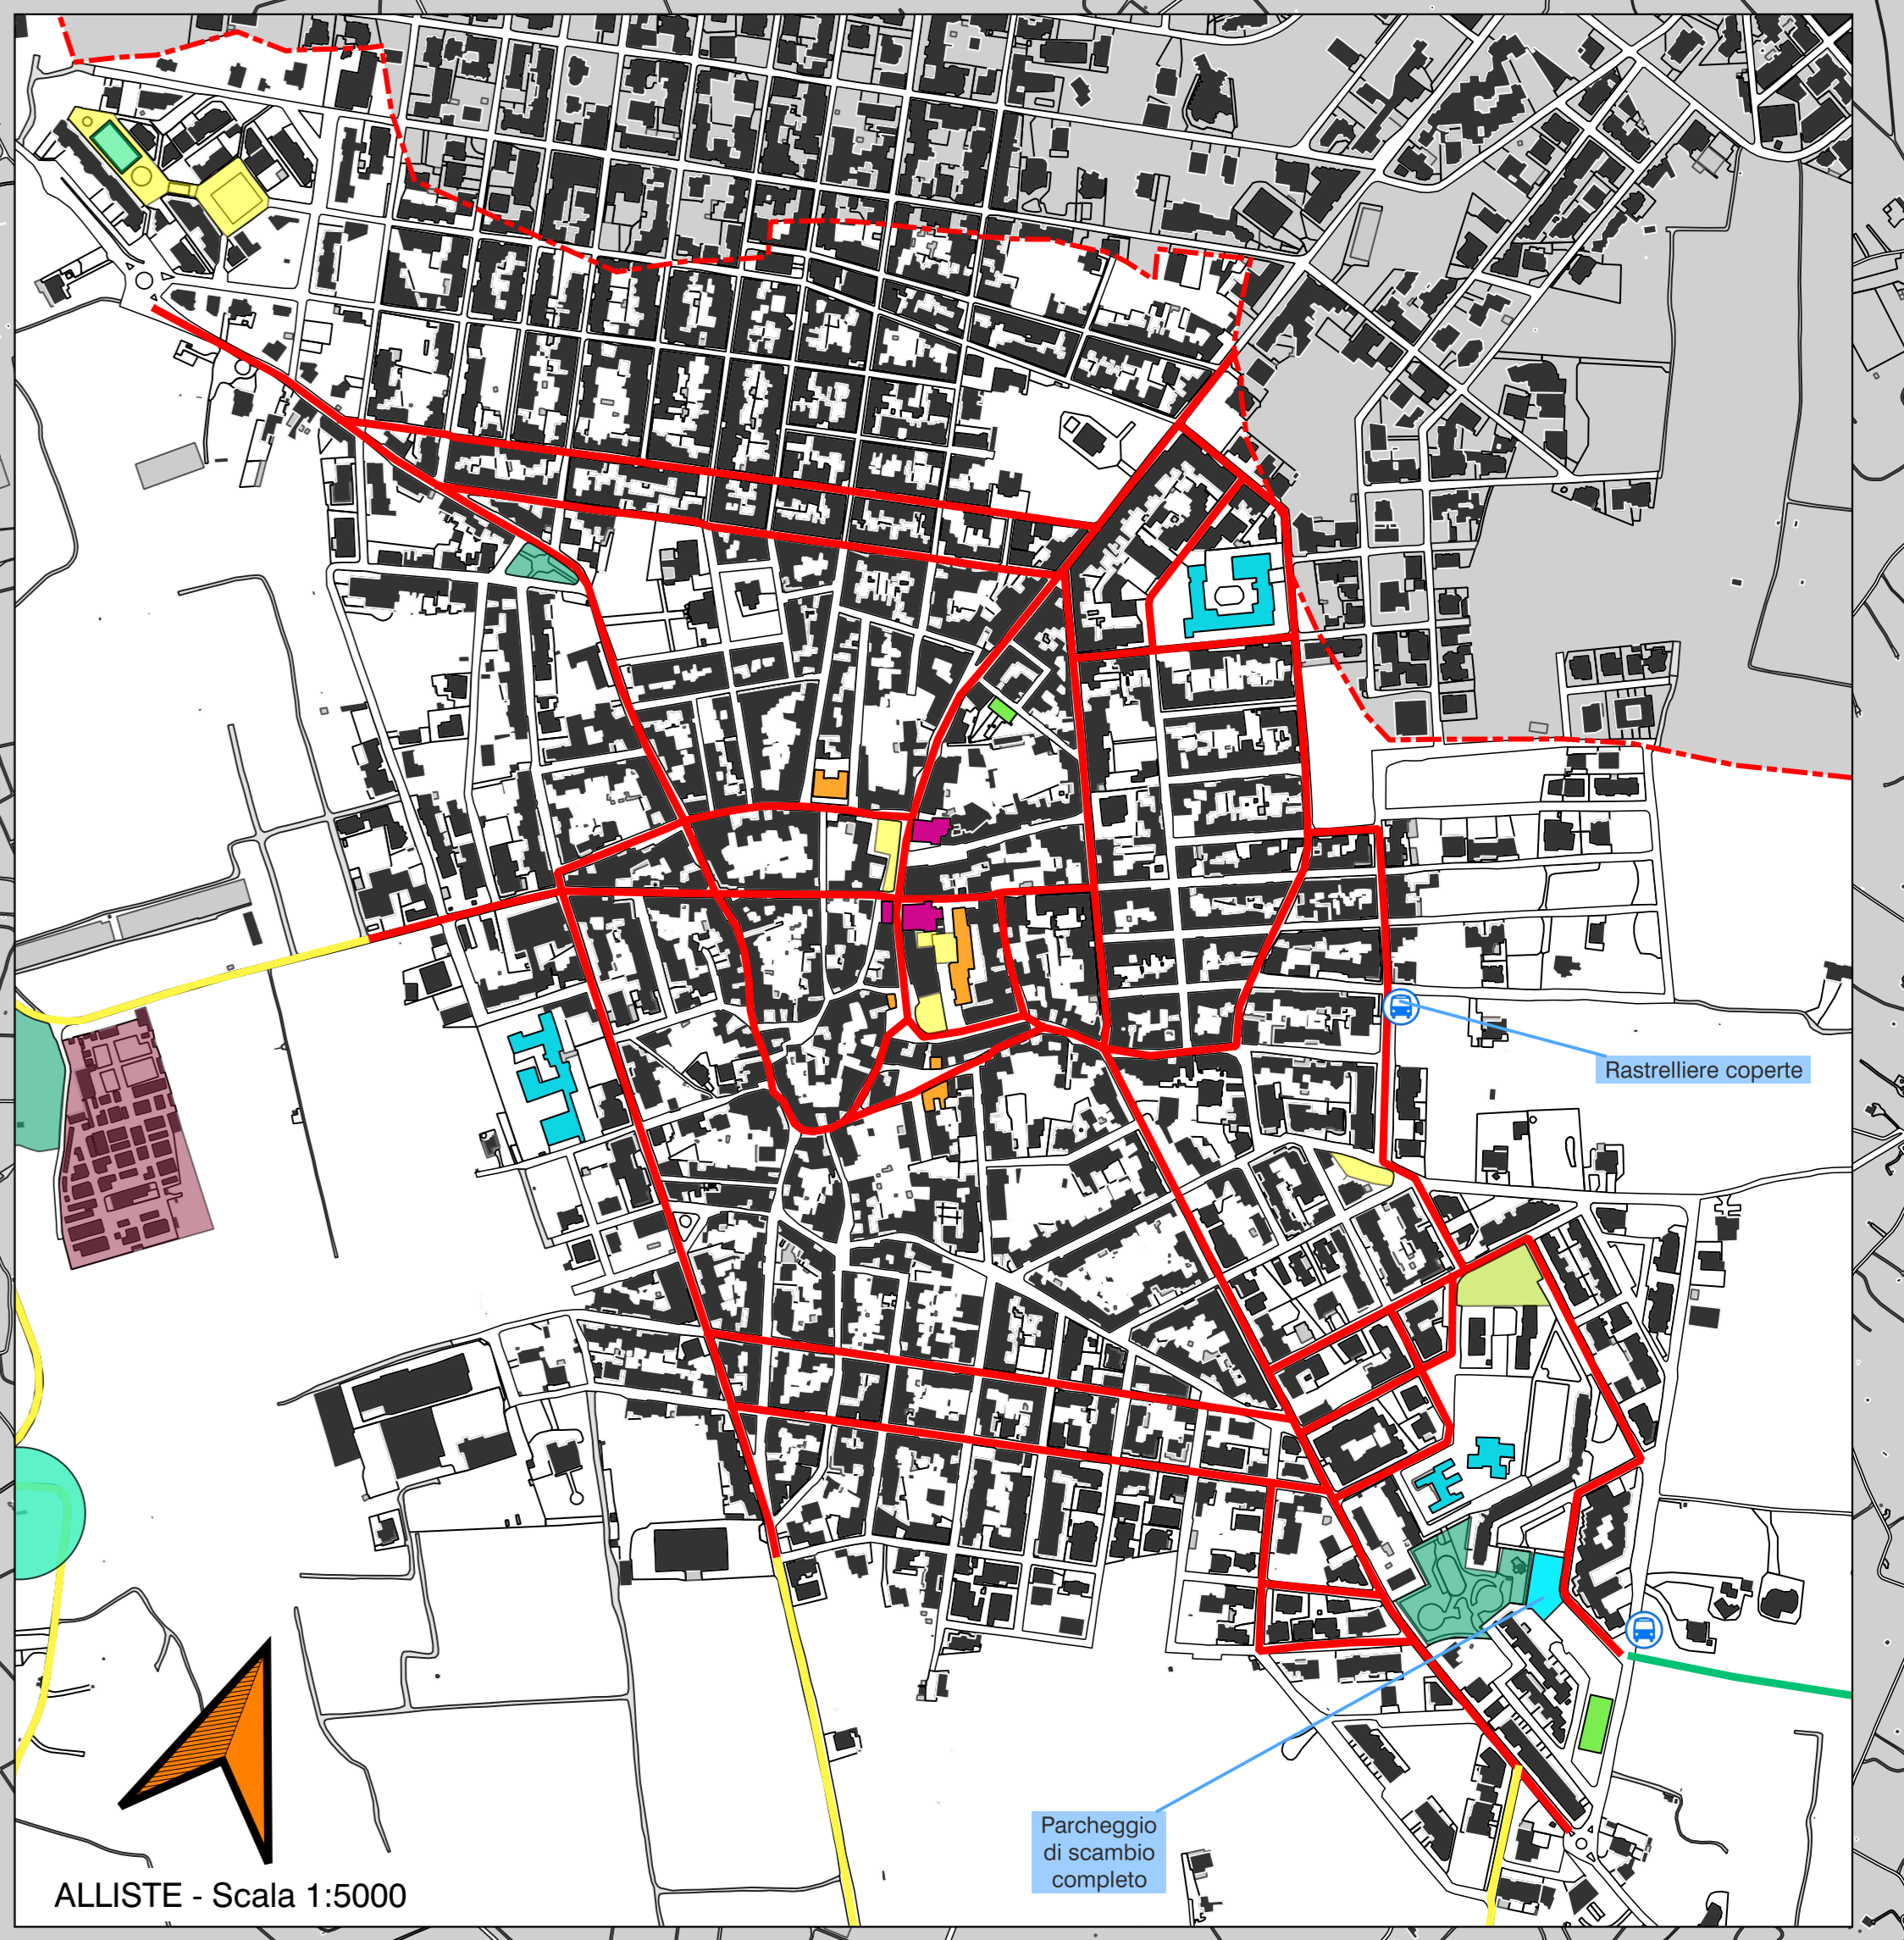 Rastrelliere coperte
Parcheggio
di scambio
completo
ALLISTE - Scala 1:5000